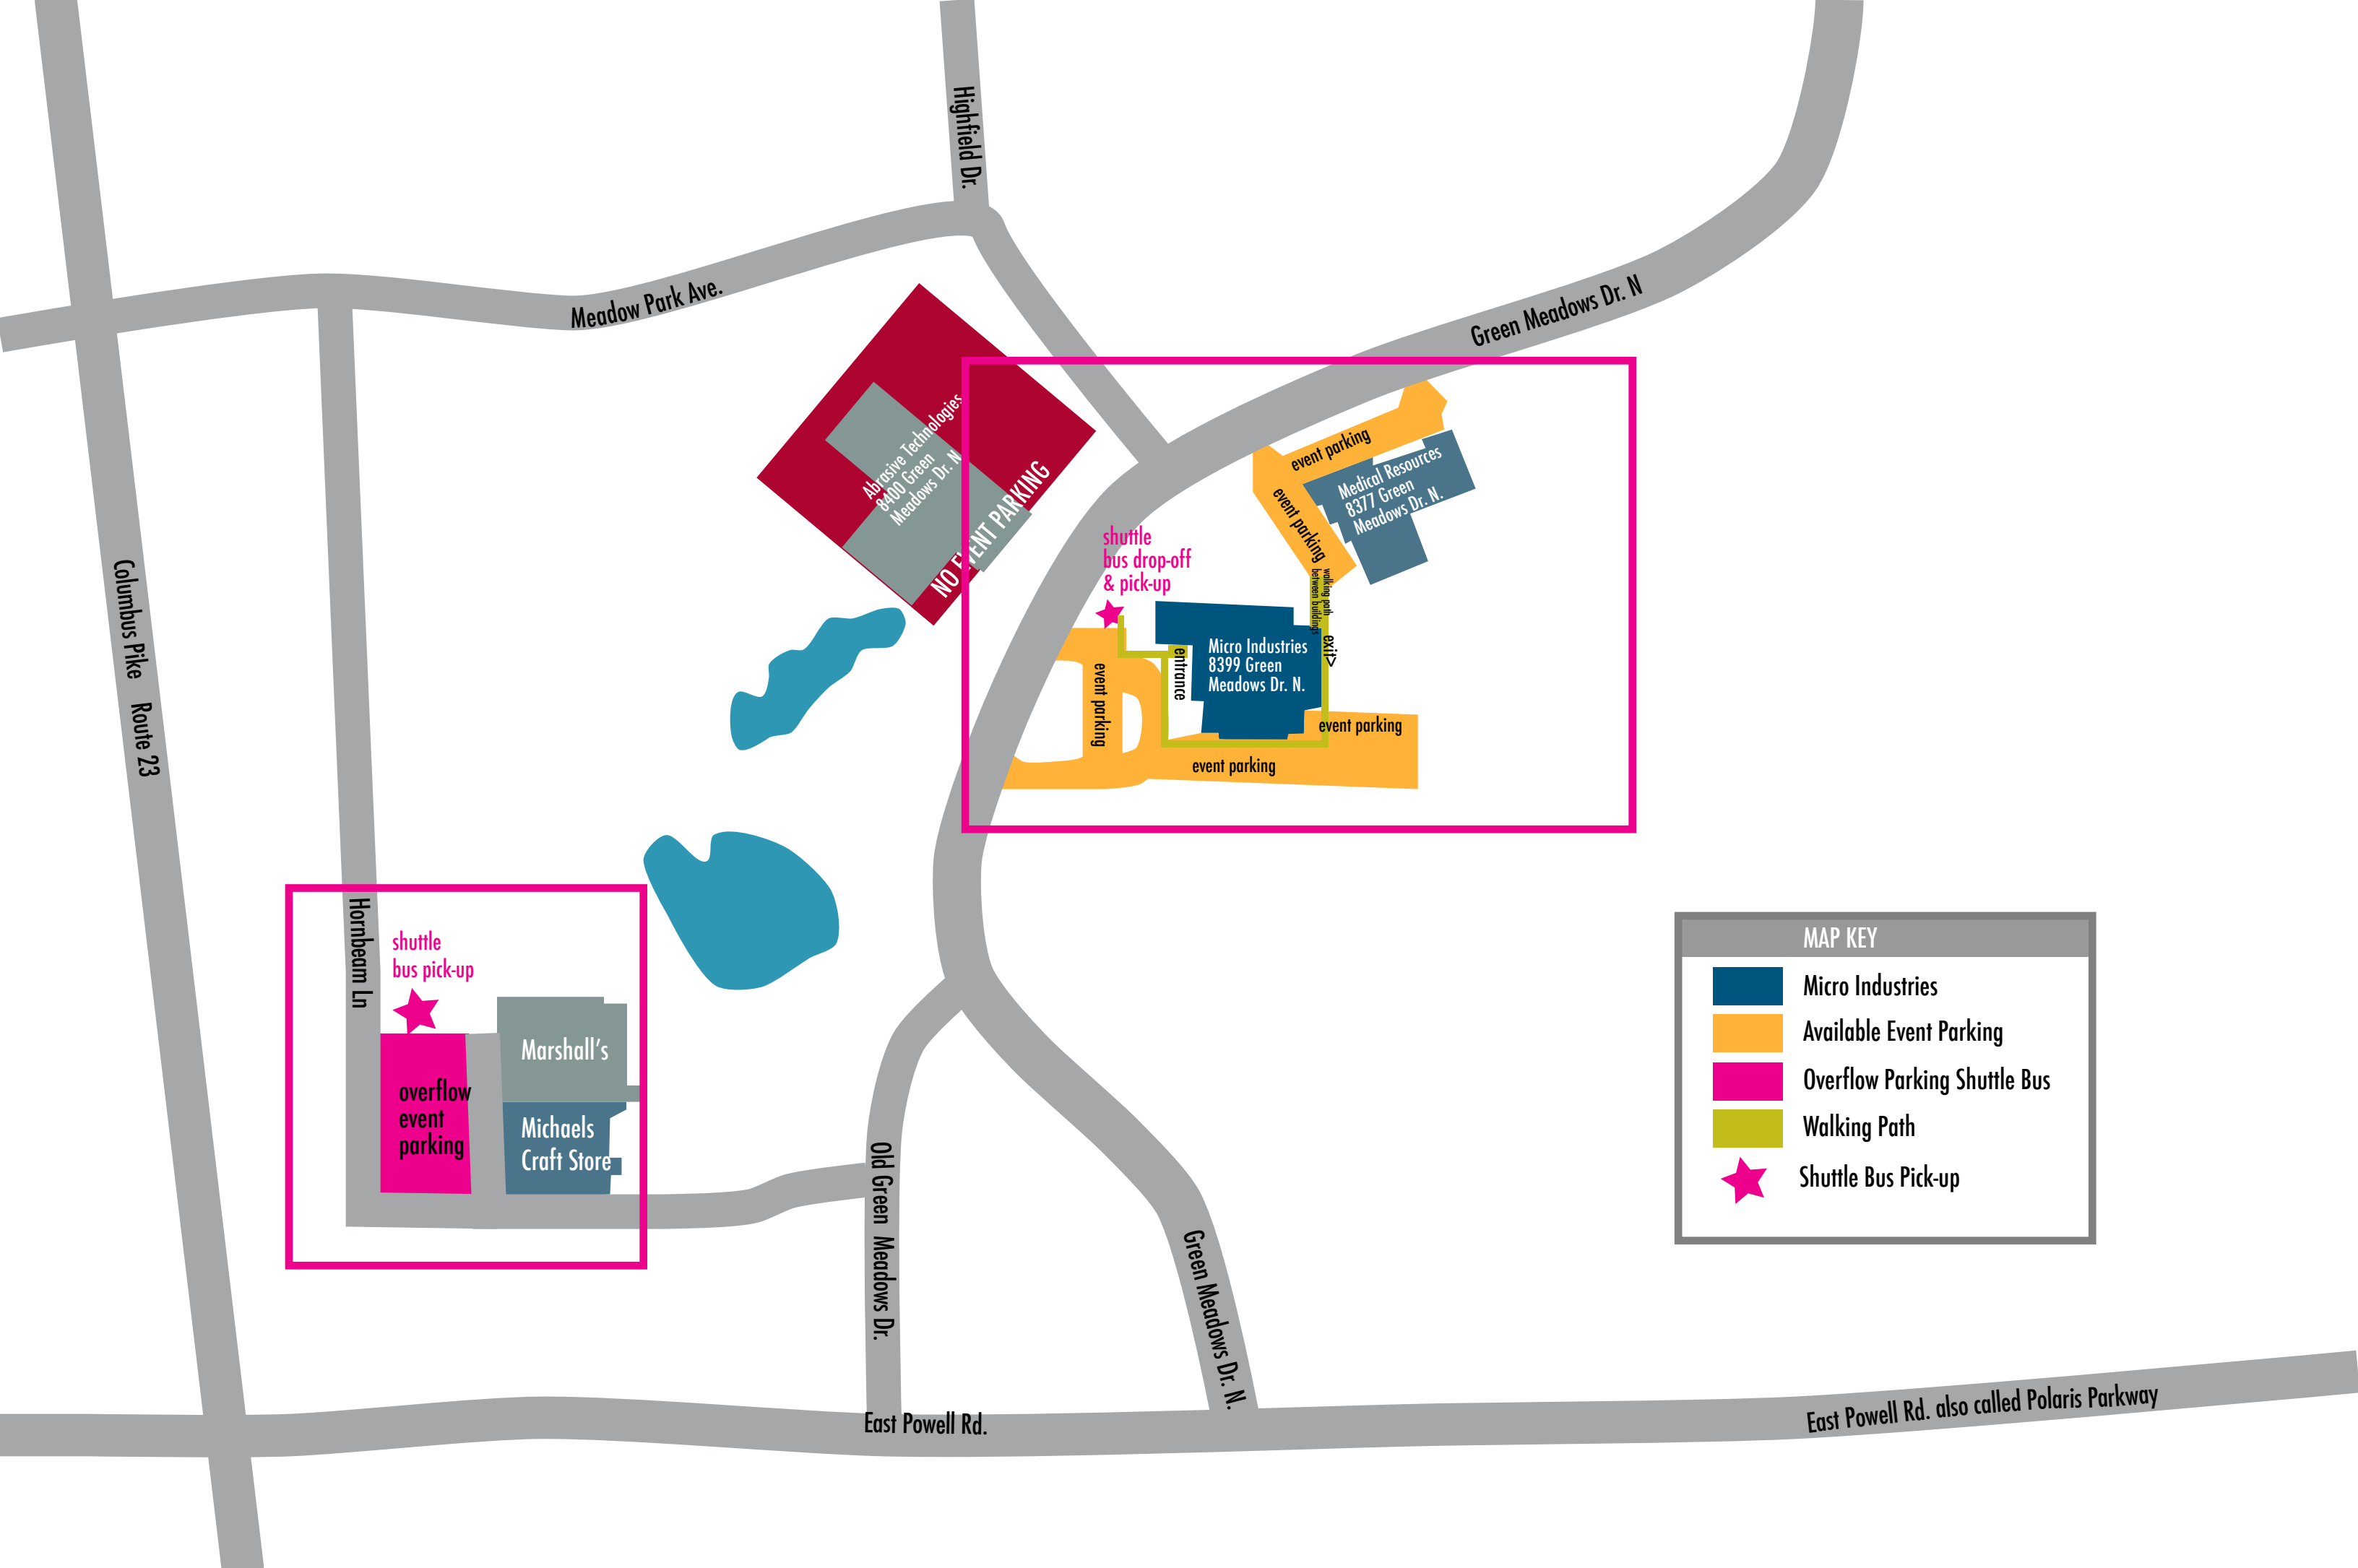 Highfield Dr.
Meadow Park Ave.
Green Meadows Dr. N
Abrasive Technologies
8400 Green
Meadows Dr. N.
NO EVENT PARKING
event parking
event parking
Medical Resources
8377 Green
Meadows Dr. N.
shuttle
bus drop-off
& pick-up
walking path
between buildings
exit>
Micro Industries
8399 Green
Meadows Dr. N.
entrance
event parking
event parking
event parking
Columbus Pike Route 23
Hornbeam Ln
shuttle
bus pick-up
Marshall's
overflow
event
parking
Michaels
Craft Store
Old Green Meadows Dr.
Green Meadows Dr. N.
East Powell Rd.
East Powell Rd. also called Polaris Parkway
MAP KEY
Micro Industries
Available Event Parking
Overflow Parking Shuttle Bus
Walking Path
Shuttle Bus Pick-up